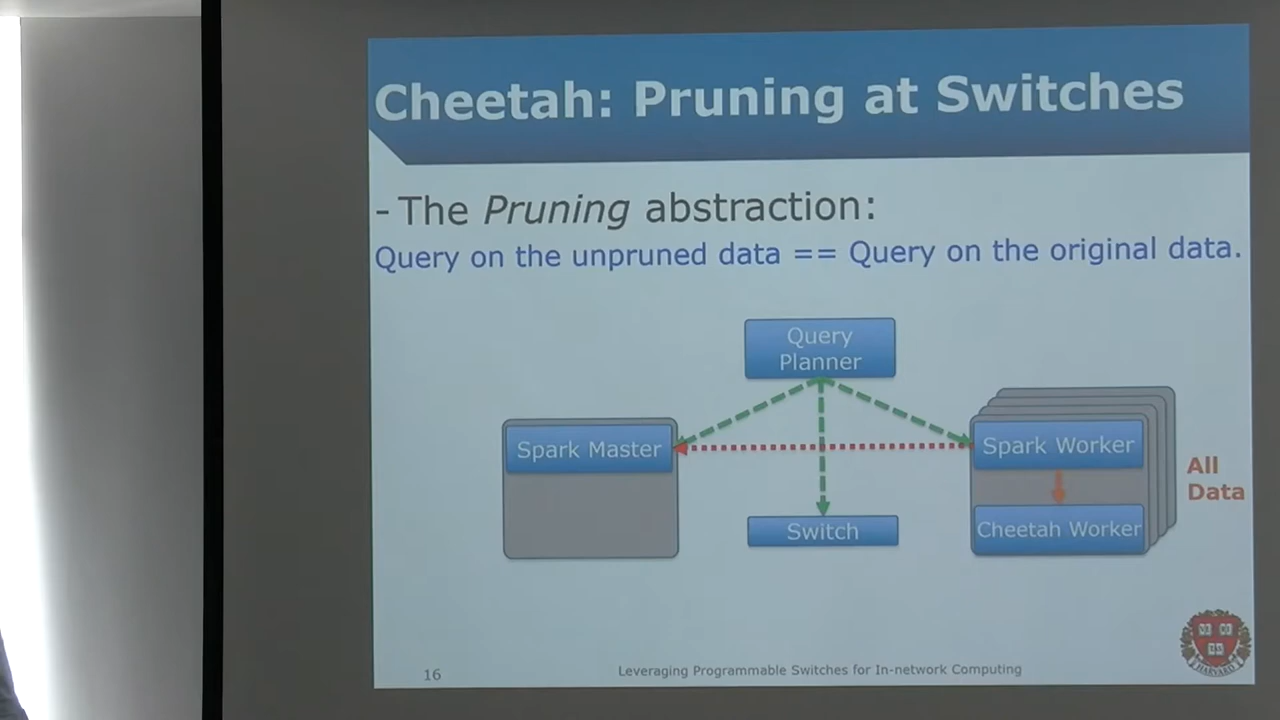 Cheetah: Pruning at Switches
- The Pruning abstraction:
Query on the unpruned data == Query on the original data.
Query
Planner
Spark Master
Spark Worker
All
Data
Switch
Cheetah Worker
16
Leveraging Programmable Switches for In-network Computing
HARVARD